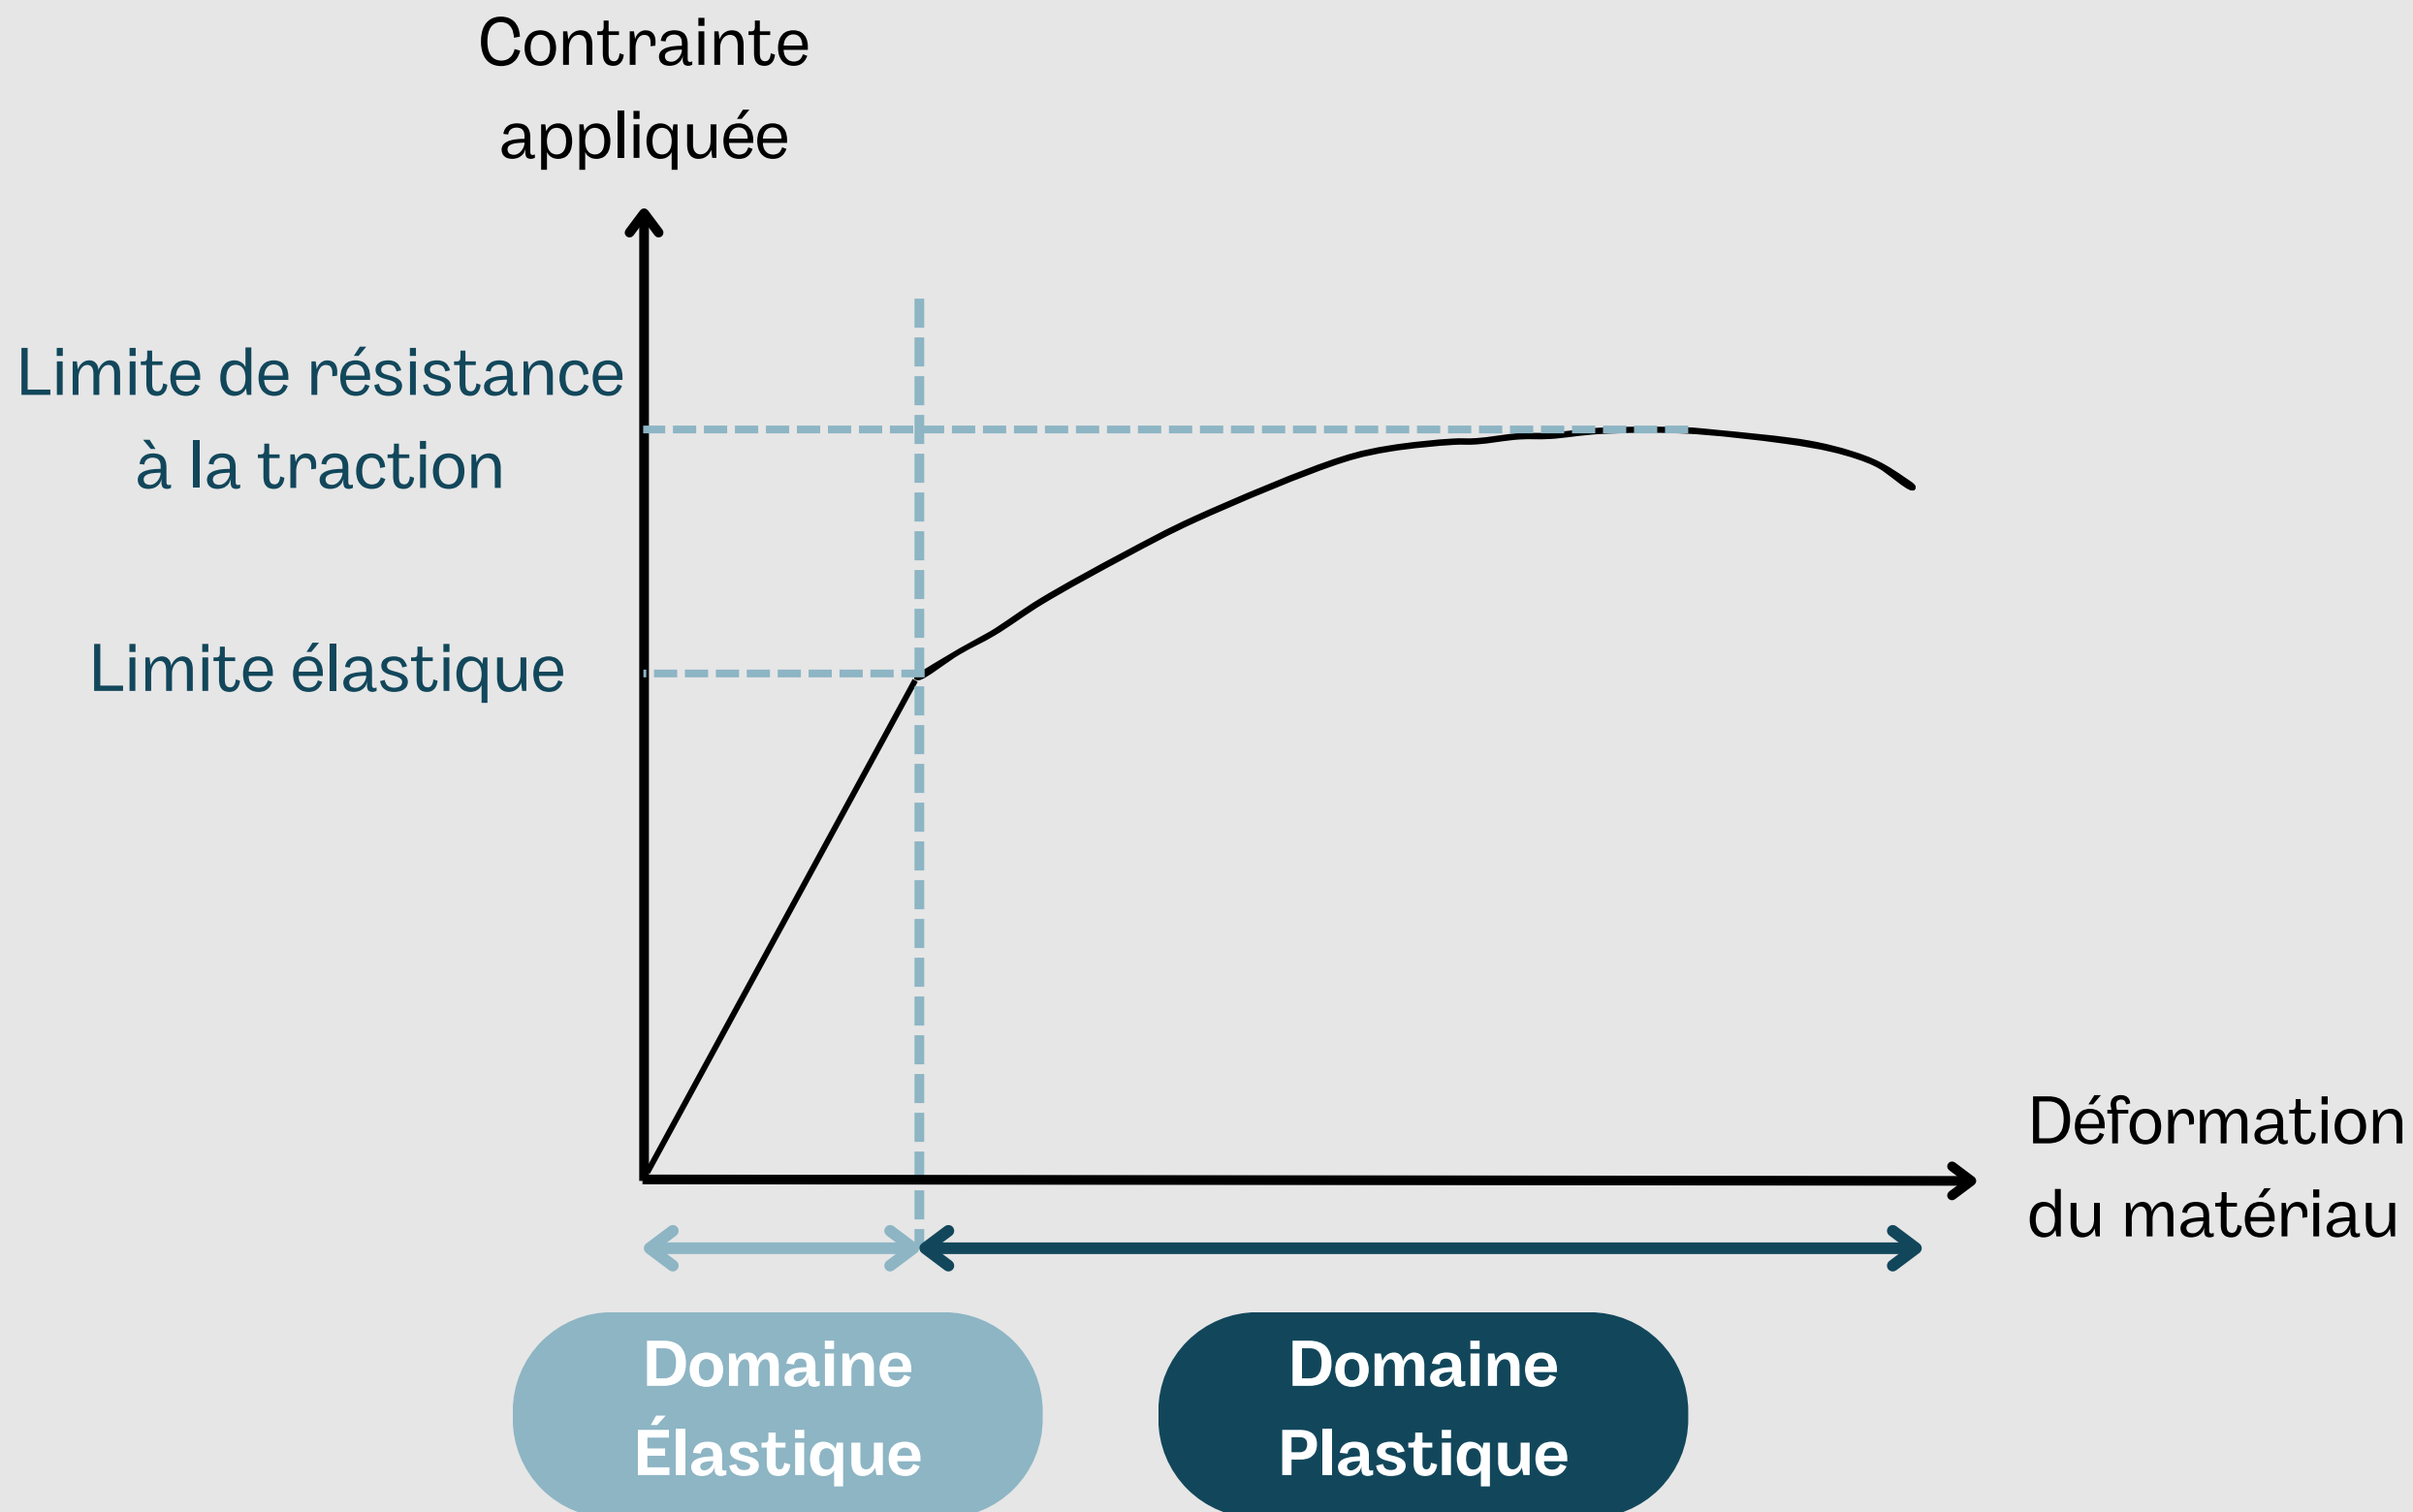 Contrainte
appliquée
Limite de résistance
à la traction
Limite élastique
Déformation
du matériau
Domaine
Élastique
Domaine
Plastique